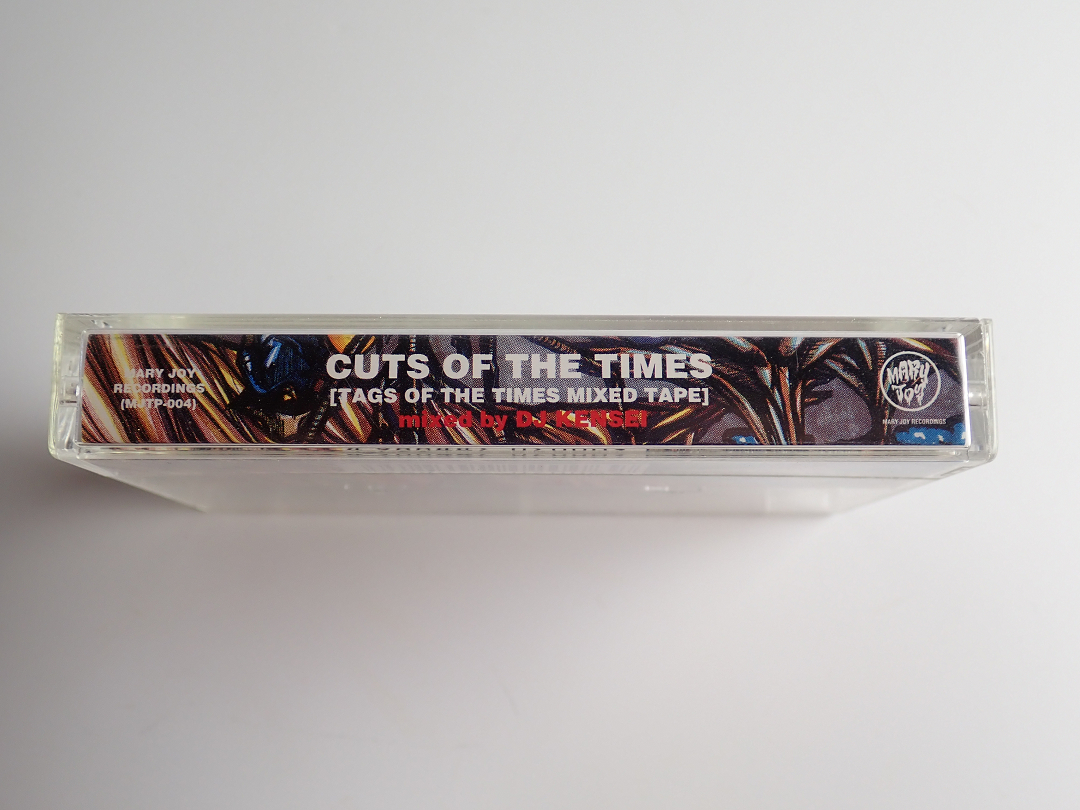 MARY JOY
RECORDINGS
(MJTP-004)
CUTS OF THE TIMES
[TAGS OF THE TIMES MIXED TAPE]
mixed by DJ KENSEI
MARY JOY
MARY JOY RECORDINGS